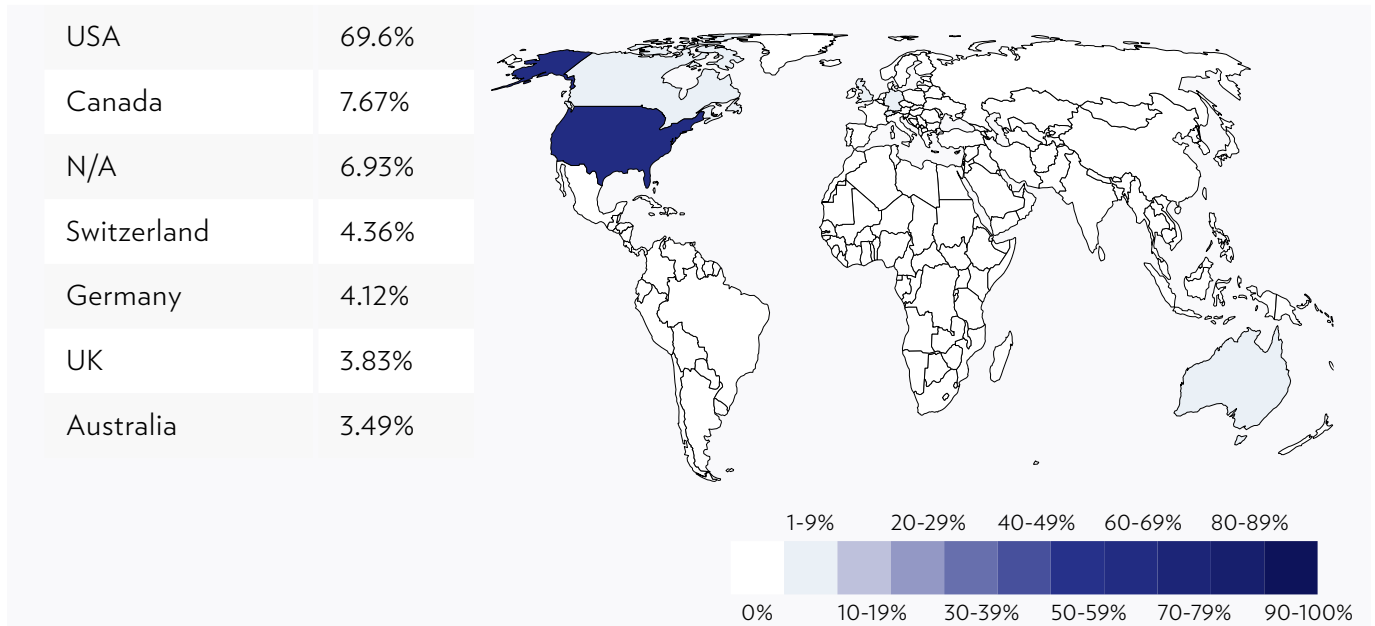 USA 69.6%
Canada 7.67%
N/A 6.93%
Switzerland 4.36%
Germany 4.12%
UK 3.83%
Australia 3.49%
1-9% 20-29% 40-49% 60-69% 80-89%
0% 10-19% 30-39% 50-59% 70-79% 90-100%